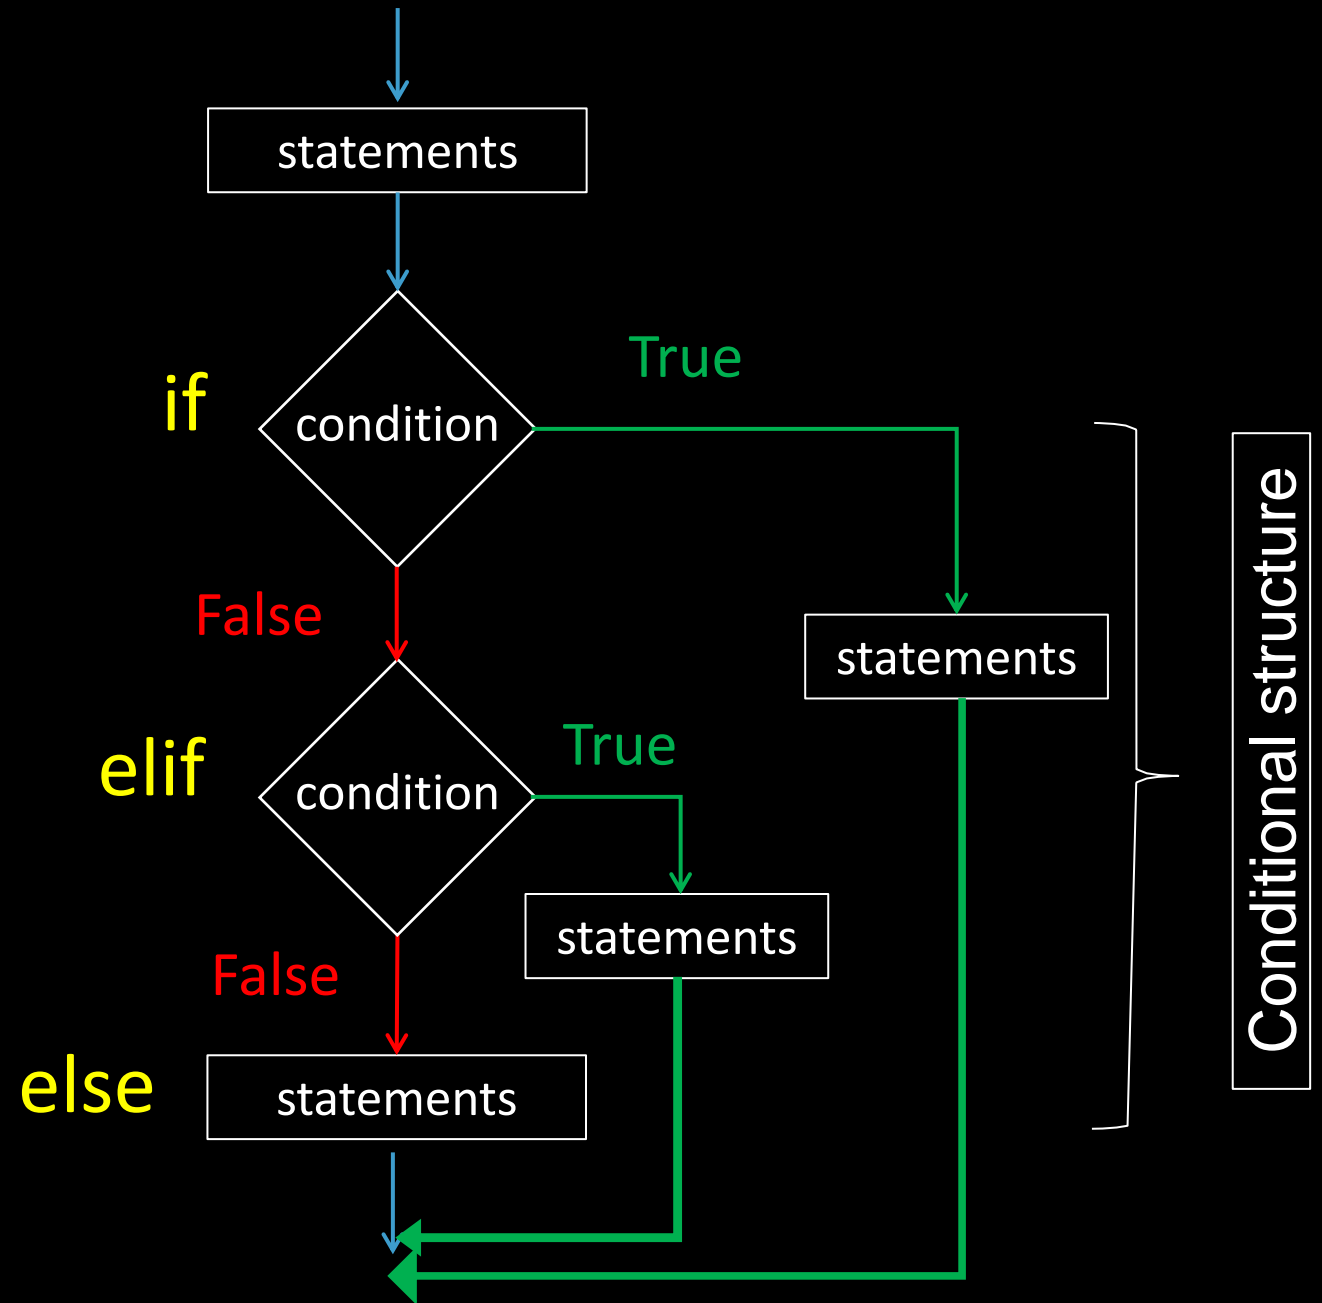 statements
if
condition
True
False
statements
elif
condition
True
statements
False
else
statements
Conditional structure